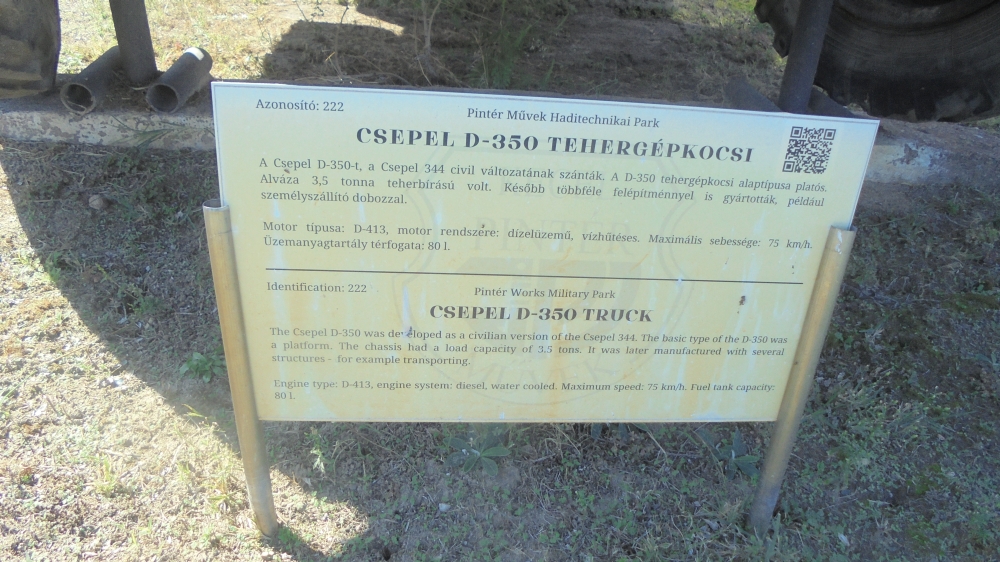 Azonosító: 222
Pintér Művek Haditechnikai Park
CSEPEL D-350 TEHERGÉPKOCSI
A Csepel D-350-t, a Csepel 344 civil változatának szánták. A D-350 tehergépkocsi alaptípusa platós.
Alváza 3,5 tonna teherbírású volt. Később többféle felépítménnyel is gyártották, például
személyszállító dobozzal.
Motor típusa: D-413, motor rendszere: dízelüzemű, vízhűtéses. Maximális sebessége: 75 km/h.
Üzemanyagtartály térfogata: 80 l.
Identification: 222
Pintér Works Military Park
CSEPEL D-350 TRUCK
The Csepel D-350 was developed as a civilian version of the Csepel 344. The basic type of the D-350 was
a platform. The chassis had a load capacity of 3.5 tons. It was later manufactured with several
structures - for example transporting.
Engine type: D-413, engine system: diesel, water cooled. Maximum speed: 75 km/h. Fuel tank capacity:
80 l.